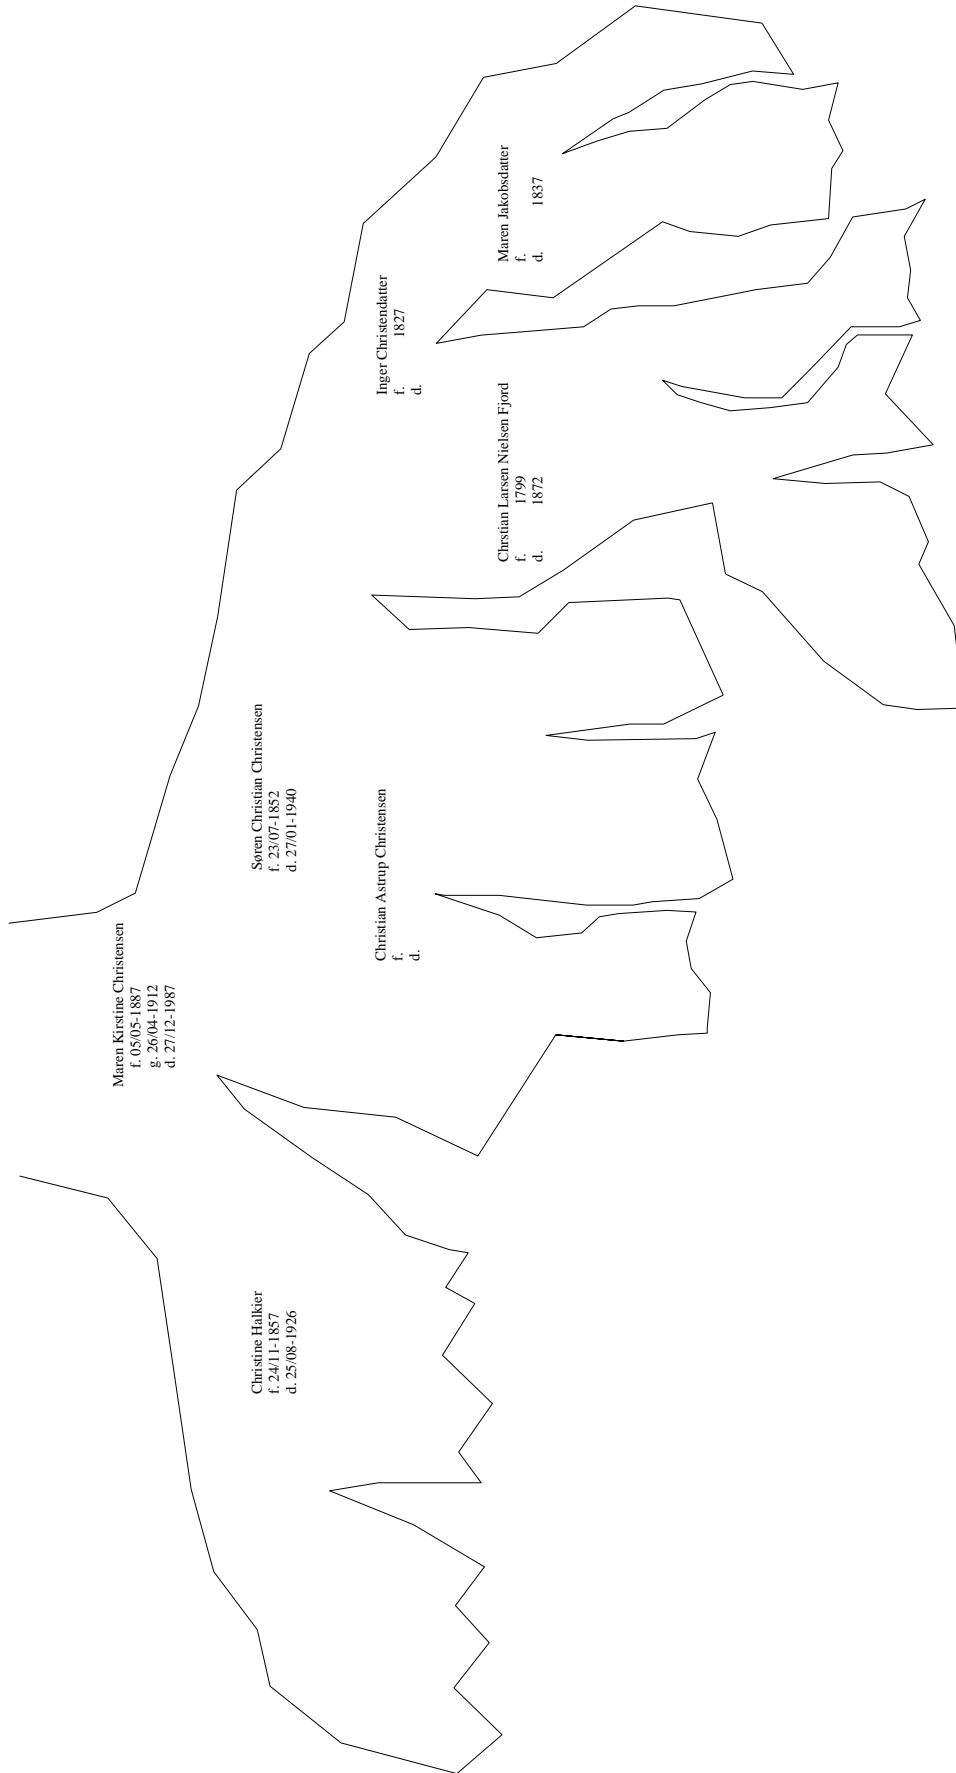 Maren Kirstine Christensen
f. 05/05-1887
g. 26/04-1912
d. 27/12-1987
Christine Halkier
f. 24/11-1857
d. 25/08-1926
Søren Christian Christensen
f. 23/07-1852
d. 27/01-1940
Christian Astrup Christensen
f.
d.
Inger Christendatter
f. 1827
d.
Chrstian Larsen Nielsen Fjord
f. 1799
d. 1872
Maren Jakobsdatter
f.
d. 1837